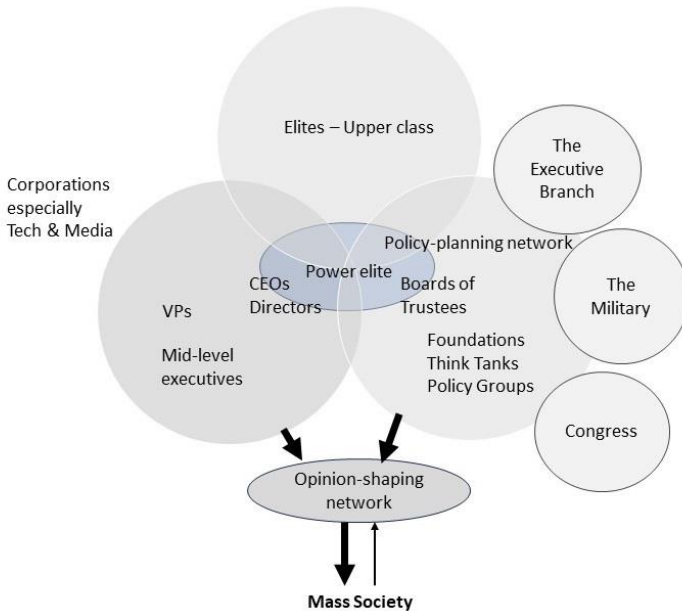 Elites – Upper class
The
Executive
Branch
Corporations
especially
Tech & Media
Policy-planning network
Power elite
CEOs
Directors
Boards of
Trustees
The
Military
VPs
Mid-level
executives
Foundations
Think Tanks
Policy Groups
Congress
Opinion-shaping
network
Mass Society